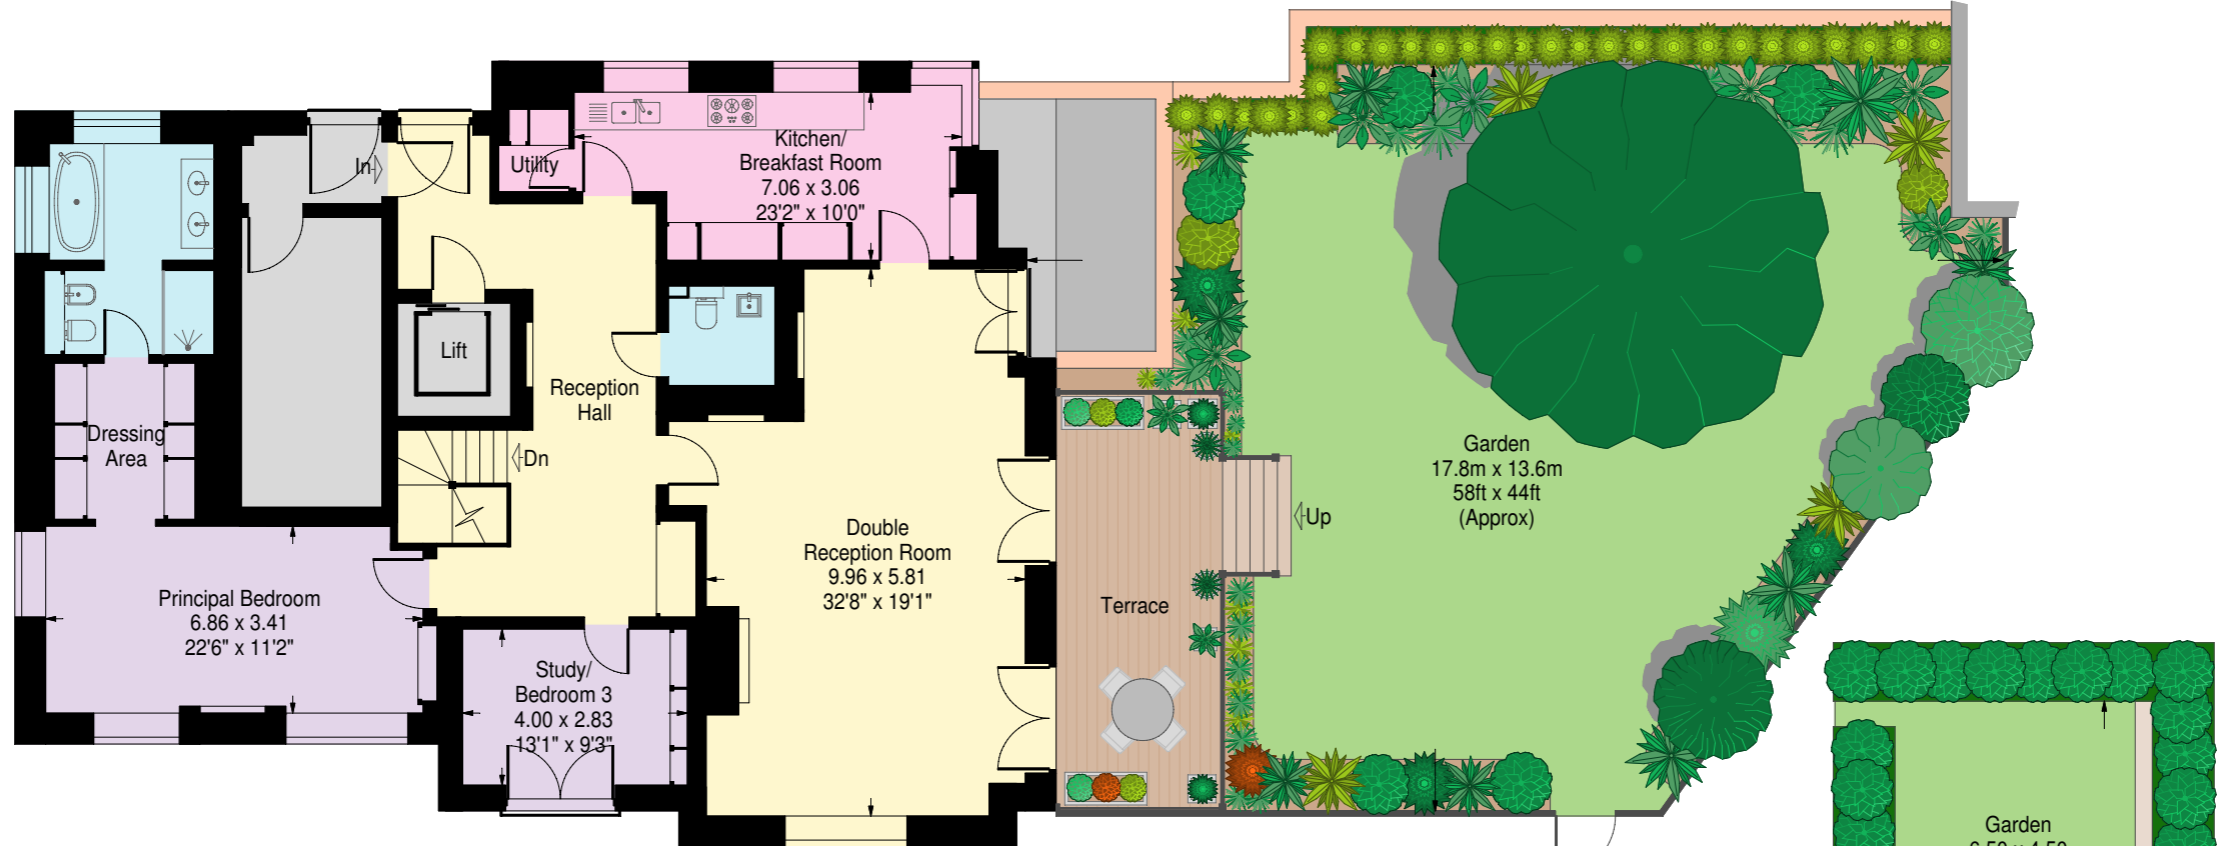 In
Utility
Kitchen/
Breakfast Room
7.06 x 3.06
23'2" x 10'0"
Lift
Reception
Hall
Dressing
Area
Dn
Principal Bedroom
6.86 x 3.41
22'6" x 11'2"
Study/
Bedroom 3
4.00 x 2.83
13'1" x 9'3"
Double
Reception Room
9.96 x 5.81
32'8" x 19'1"
Terrace
Up
Garden
17.8m x 13.6m
58ft x 44ft
(Approx)
Garden